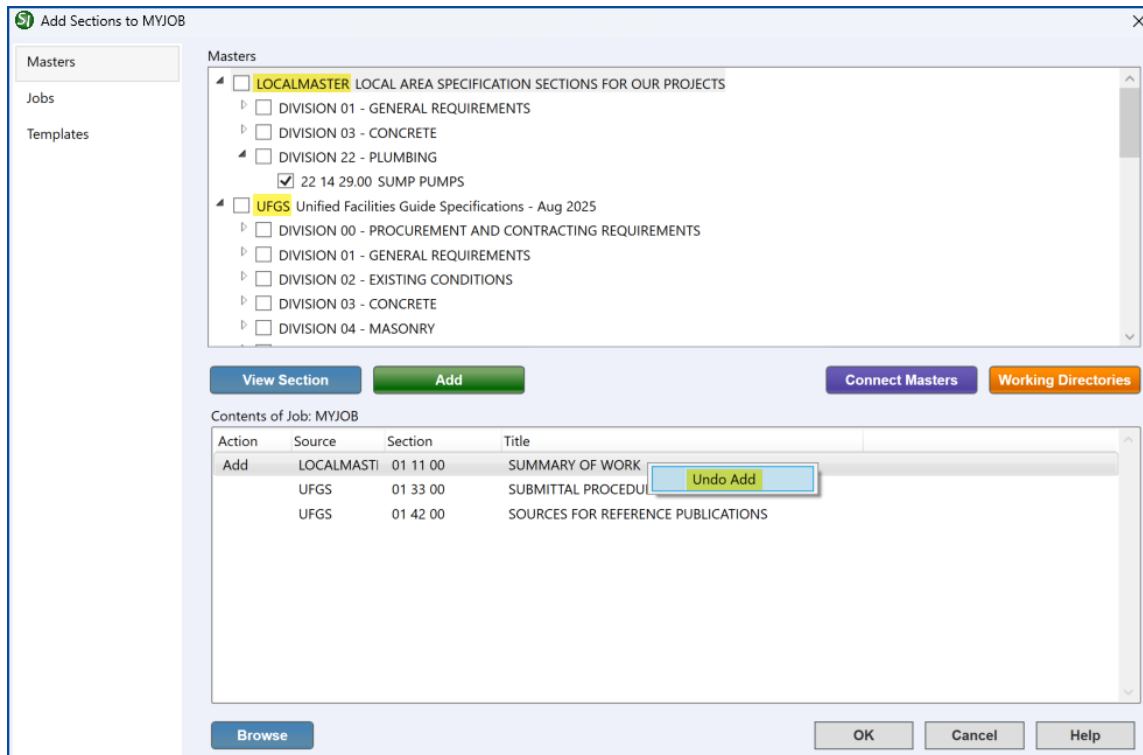 SI Add Sections to MYJOB
Masters
Jobs
Templates
Masters
LOCALMASTER LOCAL AREA SPECIFICATION SECTIONS FOR OUR PROJECTS
DIVISION 01 - GENERAL REQUIREMENTS
DIVISION 03 - CONCRETE
DIVISION 22 - PLUMBING
22 14 29.00 SUMP PUMPS
UFGS Unified Facilities Guide Specifications - Aug 2025
DIVISION 00 - PROCUREMENT AND CONTRACTING REQUIREMENTS
DIVISION 01 - GENERAL REQUIREMENTS
DIVISION 02 - EXISTING CONDITIONS
DIVISION 03 - CONCRETE
DIVISION 04 - MASONRY
View Section Add Connect Masters Working Directories
Contents of Job: MYJOB
Action Source Section Title
Add LOCALMAST 01 11 00 SUMMARY OF WORK
Undo Add
UFGS 01 33 00 SUBMITTAL PROCEDU
UFGS 01 42 00 SOURCES FOR REFERENCE PUBLICATIONS
Browse OK Cancel Help